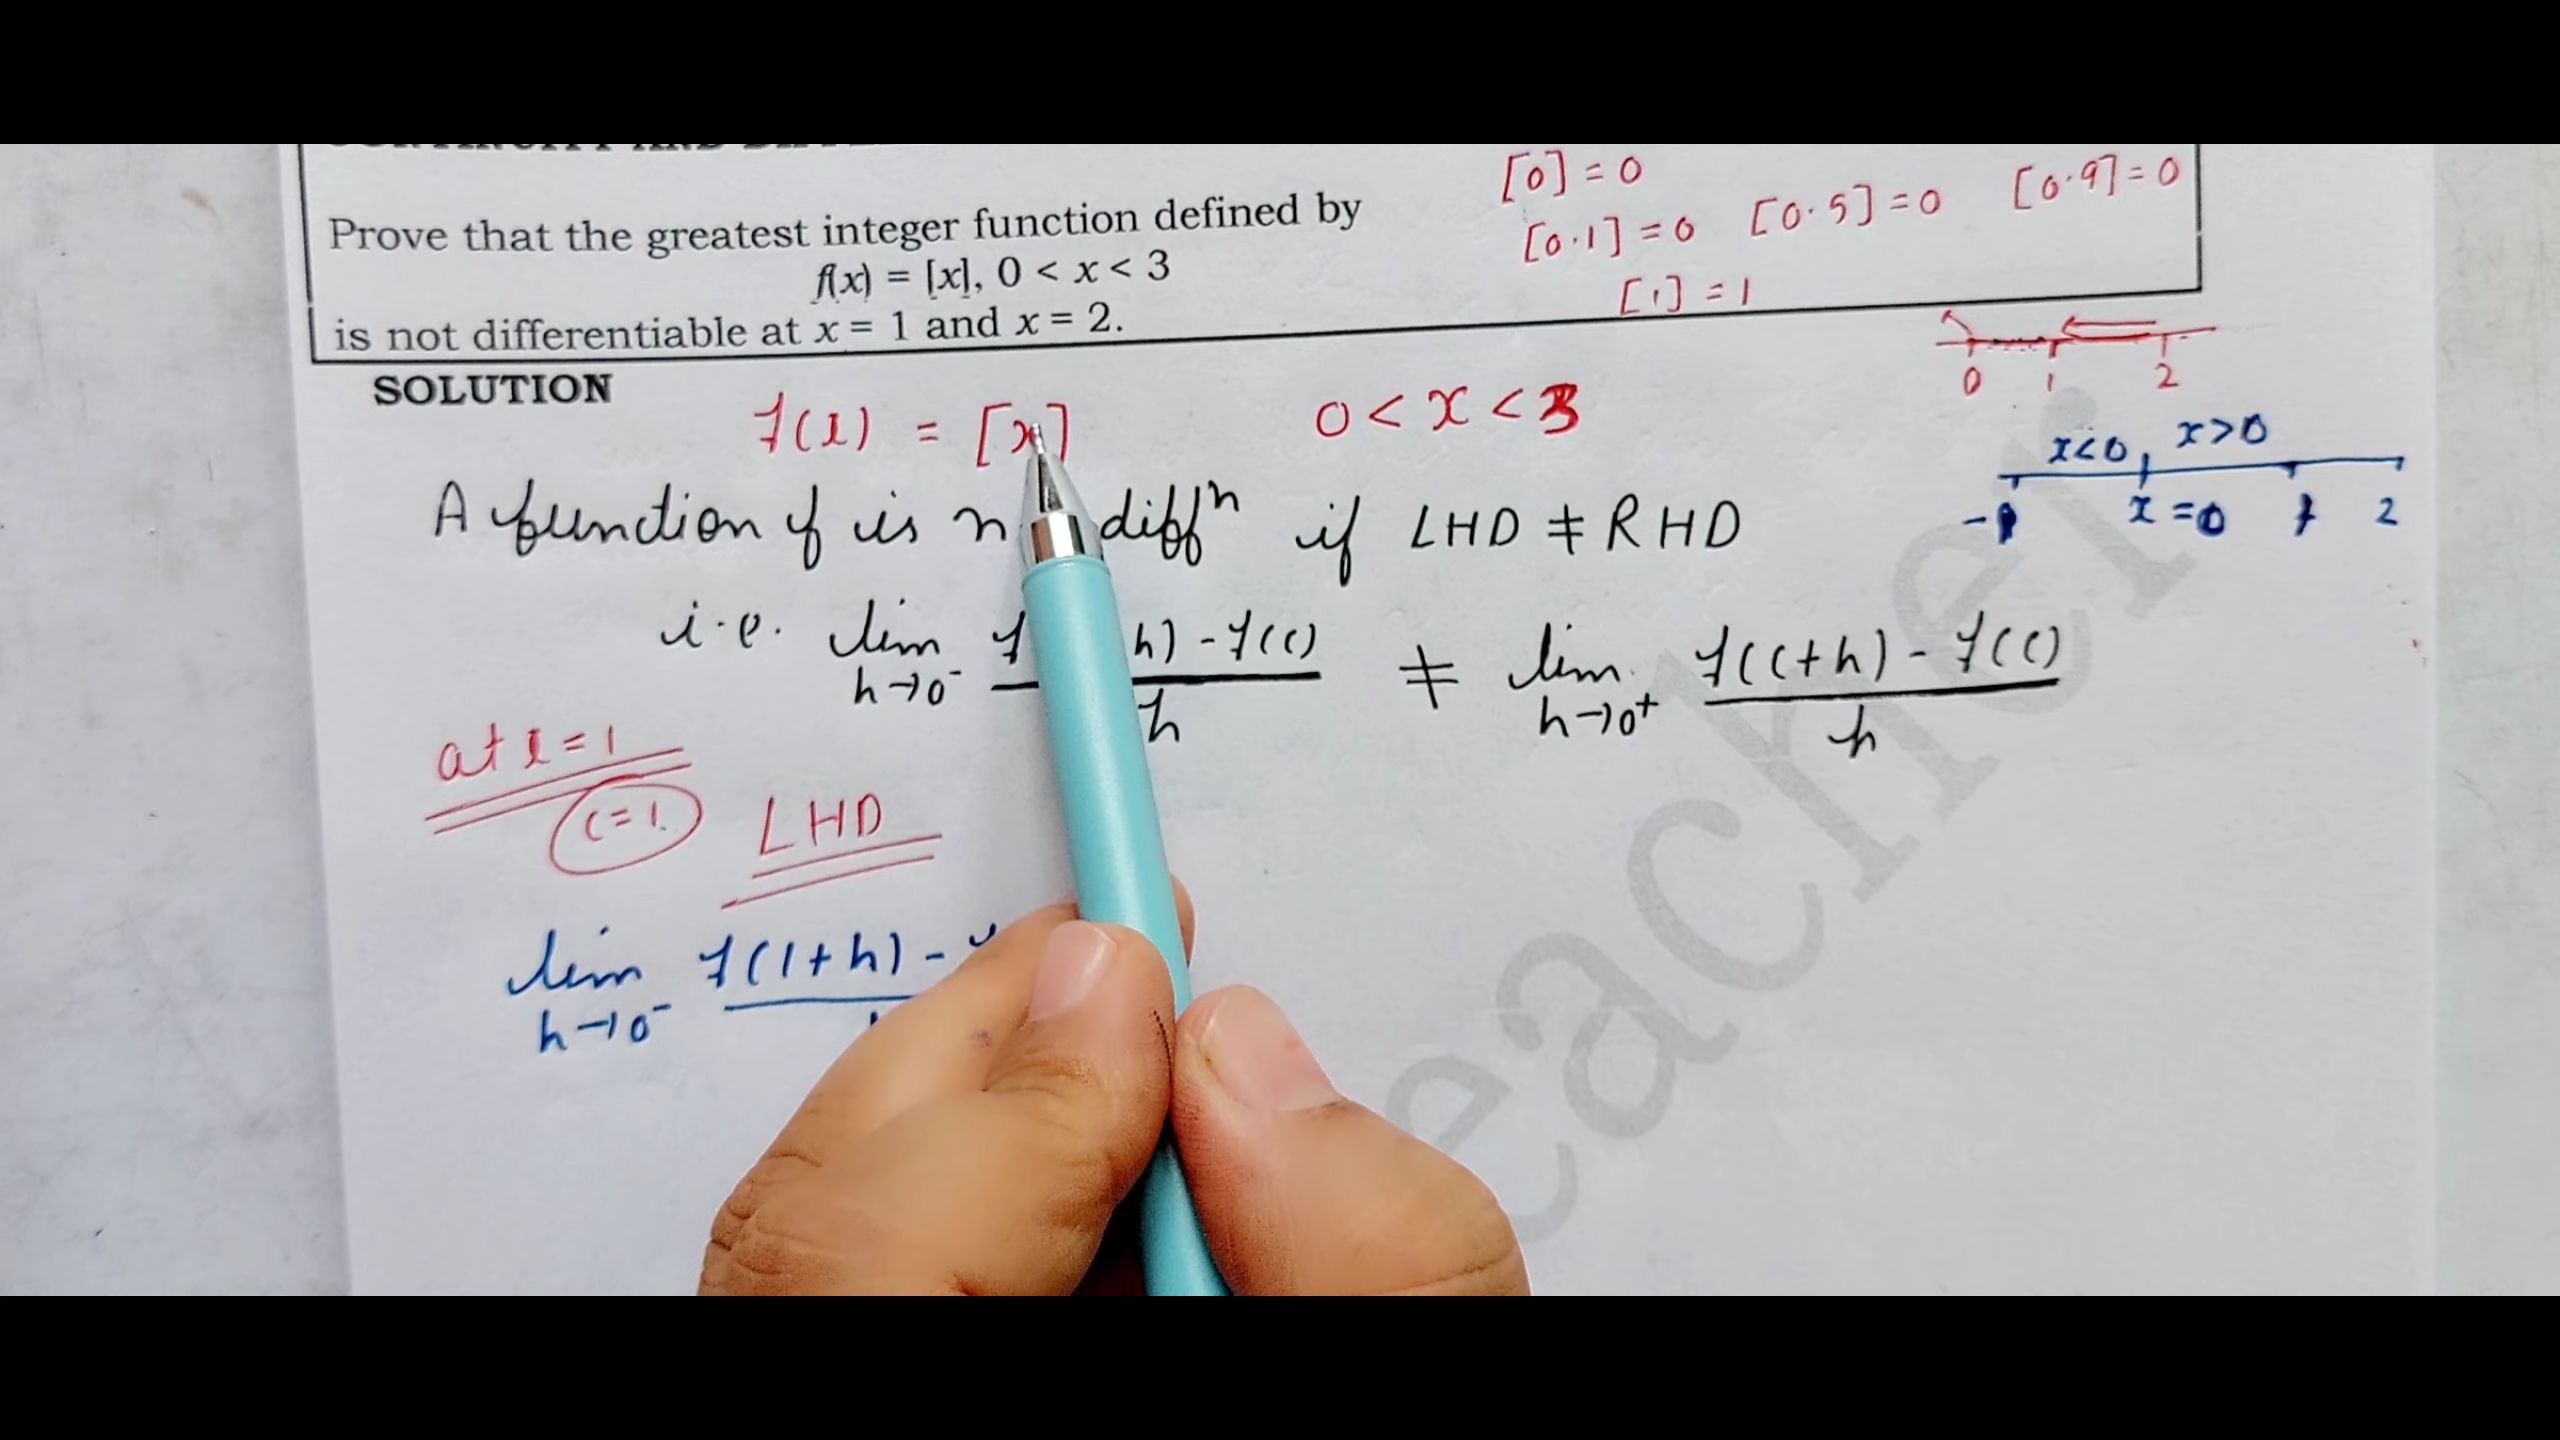 Prove that the greatest integer function defined by
f(x) = [x], 0 < x < 3
is not differentiable at x = 1 and x = 2.
[0] = 0
[0.1] = 0 [0.5] = 0 [0.9] = 0
[1] = 1
SOLUTION
0 1 2
f(x) = [x] 0 < x < 3
x<0, x>0
x = 0 1 2
A function f is n diffⁿ if LHD ≠ RHD
i.e. lim h→0⁻ f h) - f(c) / h ≠ lim h→0⁺ f(c+h) - f(c) / h
at x = 1
c=1 LHD
lim h→0⁻ f(1+h) -
eacher